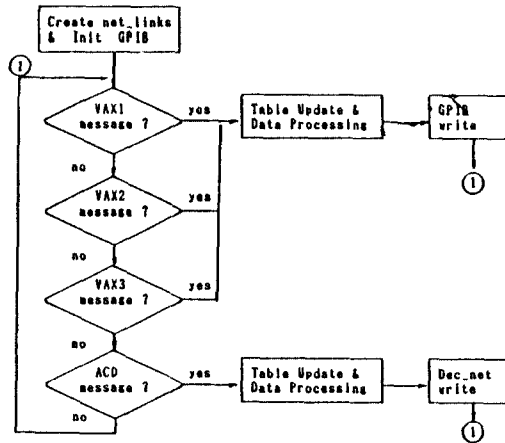 Create net_links
& Init GPIB
1
VAX1
message ?
yes
Table Update &
Data Processing
GPIB
write
1
no
VAX2
message ?
yes
no
VAX3
message ?
yes
no
ACD
message ?
yes
Table Update &
Data Processing
Dec_net
write
1
no